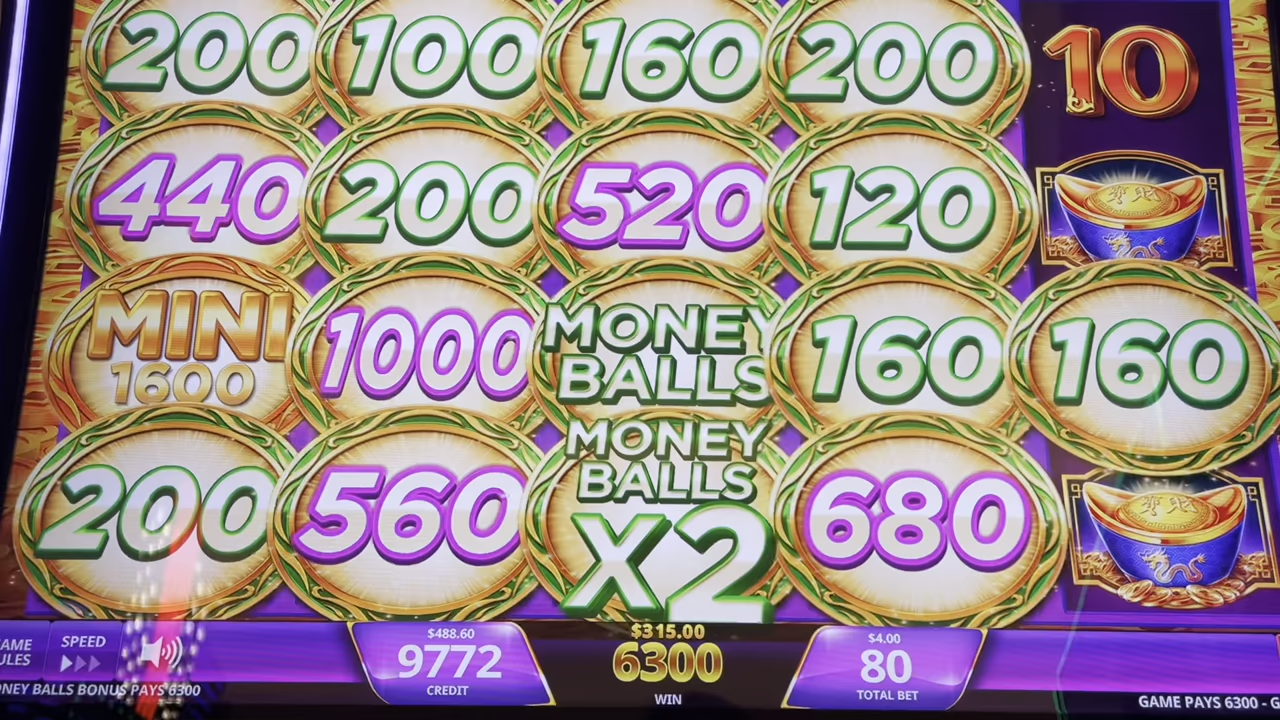 200 100 160 200 10
440 200 520 120
MINI
1600
1000
MONEY
BALLS
160 160
200 560
MONEY
BALLS
X2
680
SPEED
$488.60
9772
CREDIT
$315.00
6300
WIN
$4.00
80
TOTAL BET
BALLS BONUS PAYS 6300
GAME PAYS 6300 -